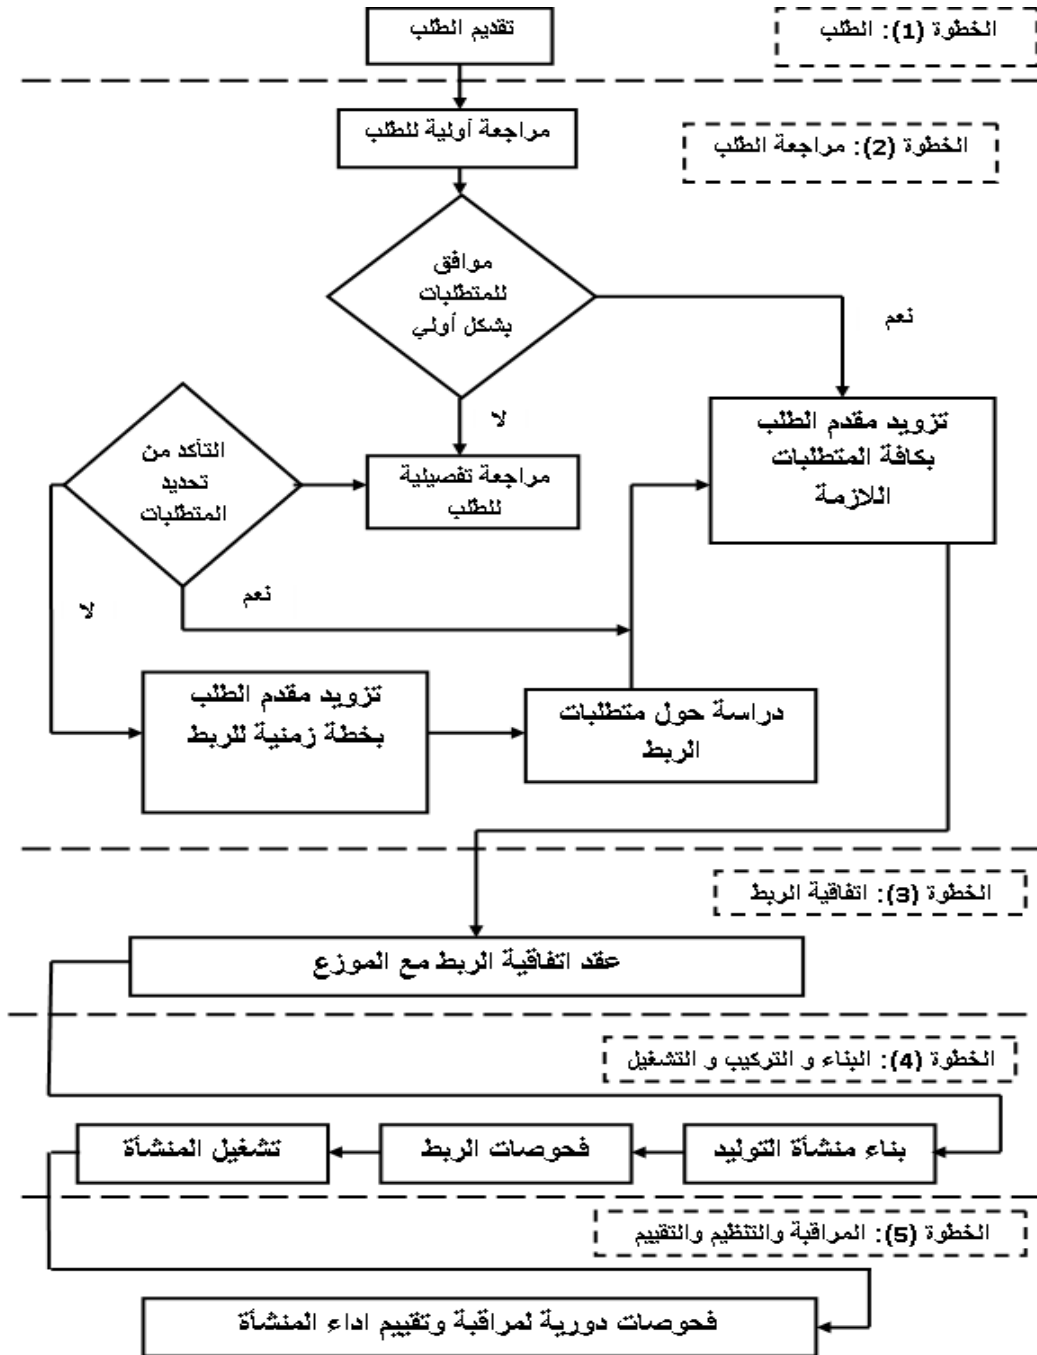 الخطوة (1): الطلب
تقديم الطلب
مراجعة أولية للطلب
الخطوة (2): مراجعة الطلب
موافق
للمتطلبات
بشكل أولي
نعم
لا
تزويد مقدم الطلب
بكافة المتطلبات
اللازمة
مراجعة تفصيلية
للطلب
التأكد من
تحديد
المتطلبات
نعم
لا
تزويد مقدم الطلب
بخطة زمنية للربط
دراسة حول متطلبات
الربط
الخطوة (3): اتفاقية الربط
عقد اتفاقية الربط مع الموزع
الخطوة (4): البناء و التركيب و التشغيل
بناء منشأة التوليد
فحوصات الربط
تشغيل المنشأة
الخطوة (5): المراقبة والتنظيم والتقييم
فحوصات دورية لمراقبة وتقييم اداء المنشأة